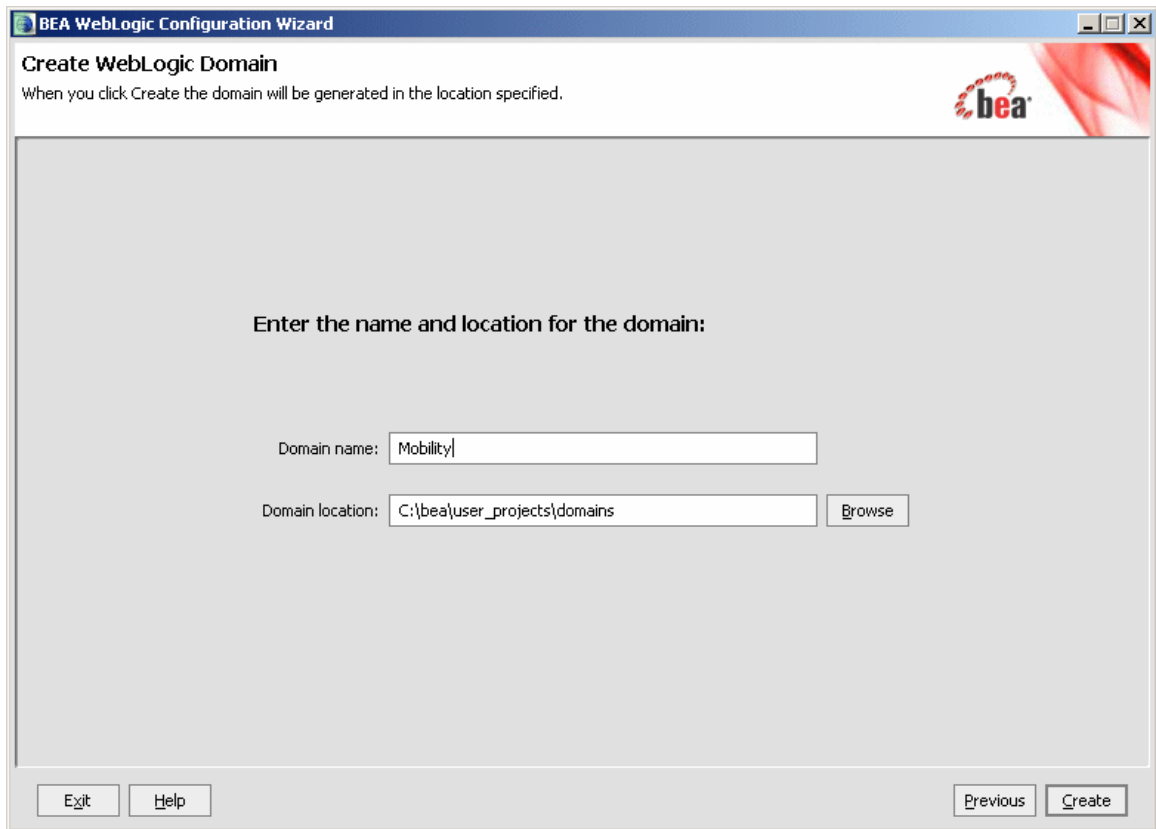 BEA WebLogic Configuration Wizard
Create WebLogic Domain
When you click Create the domain will be generated in the location specified.
bea
Enter the name and location for the domain:
Domain name: Mobility
Domain location: C:\bea\user_projects\domains Browse
Exit Help Previous Create